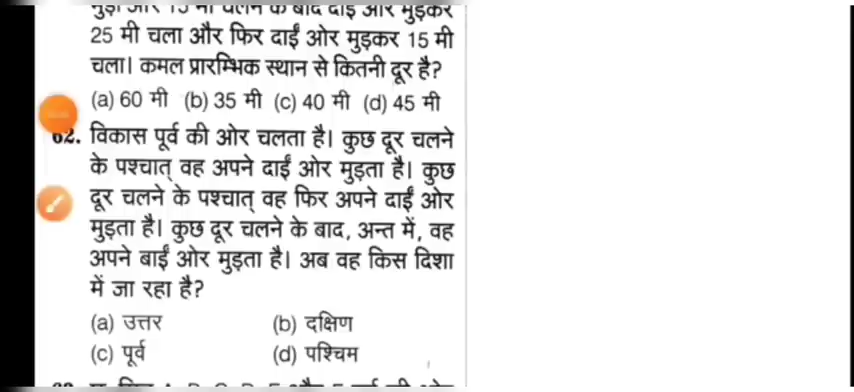 25 मी चला और फिर दाईं ओर मुड़कर 15 मी
चला। कमल प्रारम्भिक स्थान से कितनी दूर है?
(a) 60 मी (b) 35 मी (c) 40 मी (d) 45 मी
62. विकास पूर्व की ओर चलता है। कुछ दूर चलने
के पश्चात् वह अपने दाईं ओर मुड़ता है। कुछ
दूर चलने के पश्चात् वह फिर अपने दाईं ओर
मुड़ता है। कुछ दूर चलने के बाद, अन्त में, वह
अपने बाईं ओर मुड़ता है। अब वह किस दिशा
में जा रहा है?
(a) उत्तर (b) दक्षिण
(c) पूर्व (d) पश्चिम